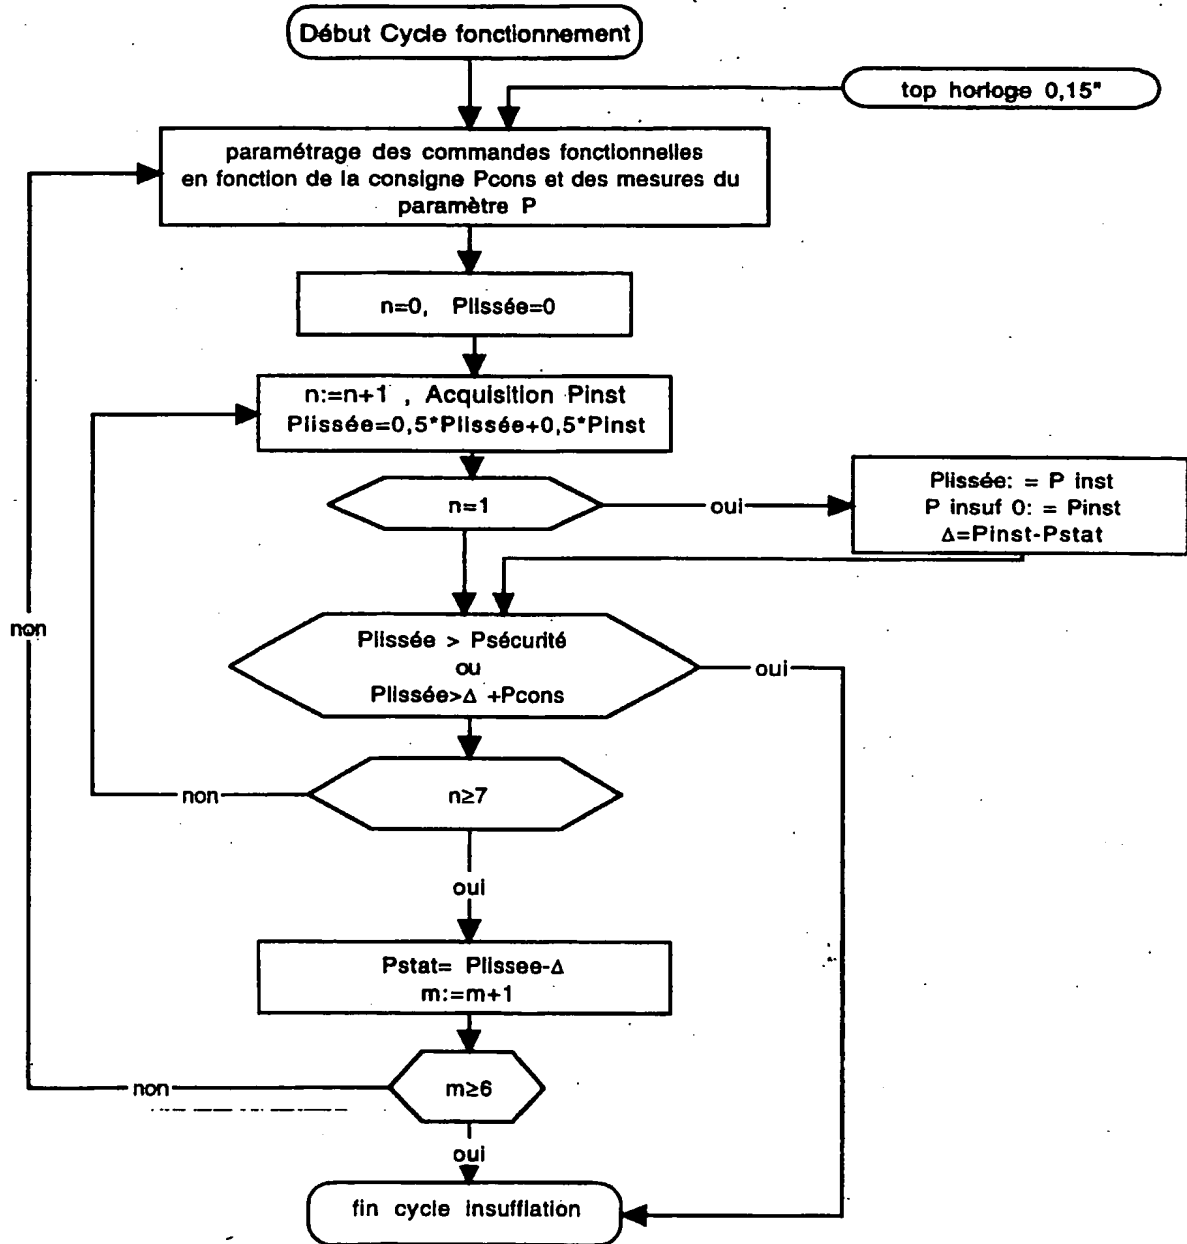 Début Cycle fonctionnement
top horloge 0,15"
paramétrage des commandes fonctionnelles
en fonction de la consigne Pcons et des mesures du
paramètre P
n=0, Plissée=0
n:=n+1 , Acquisition Pinst
Plissée=0,5*Plissée+0,5*Pinst
n=1
oui
Plissée: = P inst
P insuf 0: = Pinst
Δ=Pinst-Pstat
non
Plissée > Psécurité
ou
Plissée>Δ +Pcons
oui
n≥7
non
oui
Pstat= Plissee-Δ
m:=m+1
m≥6
non
oui
fin cycle insufflation